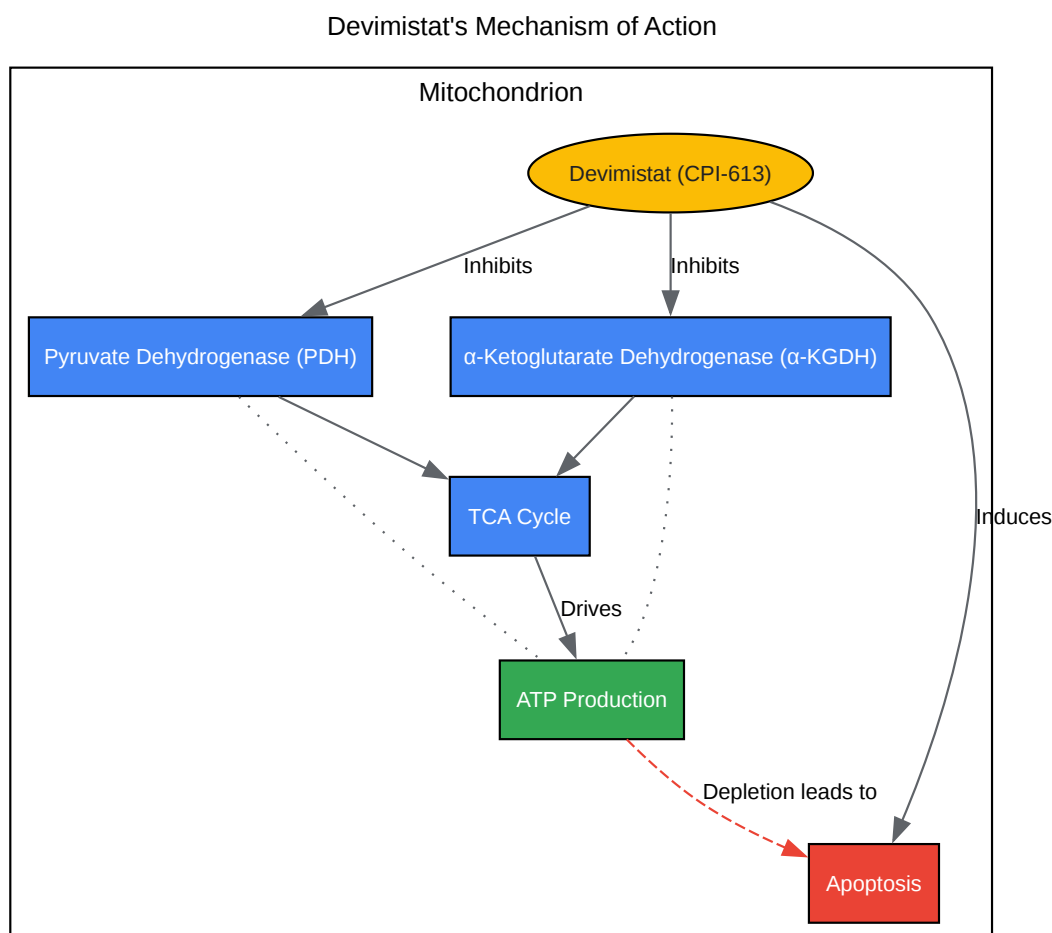 Devimistat's Mechanism of Action
Mitochondrion
Devimistat (CPI-613)
Inhibits
Inhibits
Pyruvate Dehydrogenase (PDH)
α-Ketoglutarate Dehydrogenase (α-KGDH)
TCA Cycle
Induces
Drives
ATP Production
Depletion leads to
Apoptosis